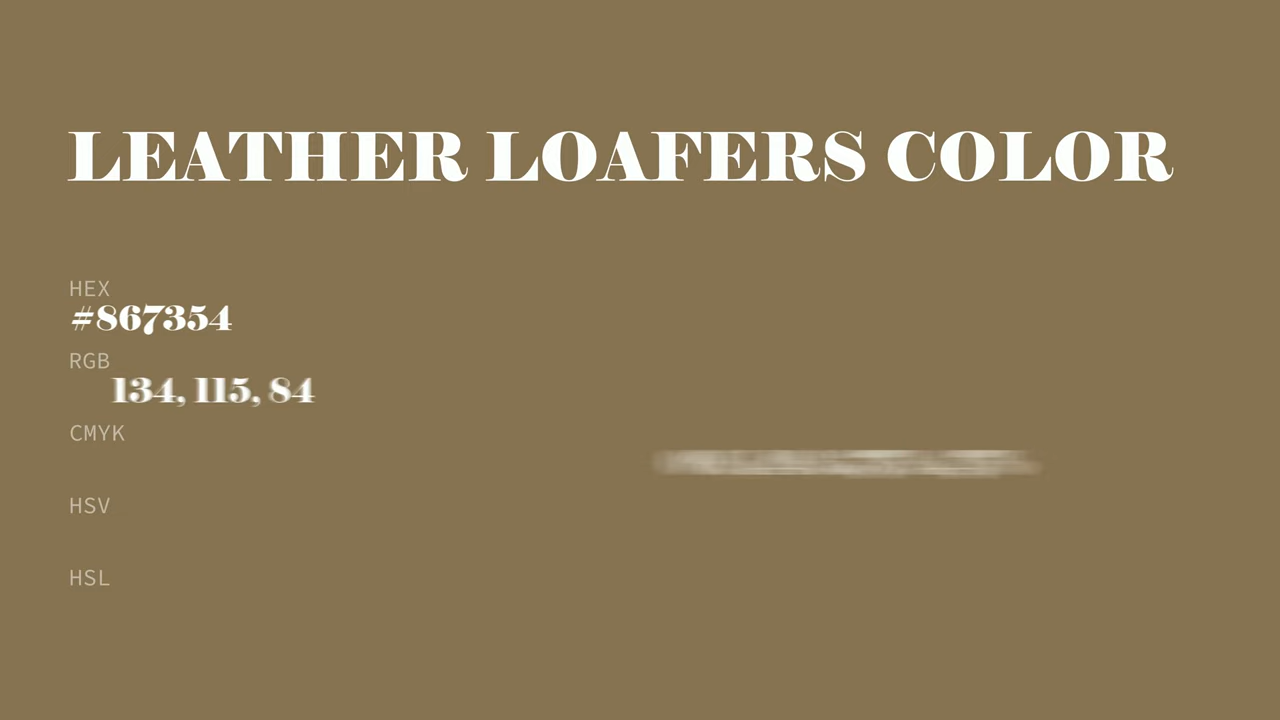 LEATHER LOAFERS COLOR
HEX
#867354
RGB
134, 115, 84
CMYK
HSV
HSL